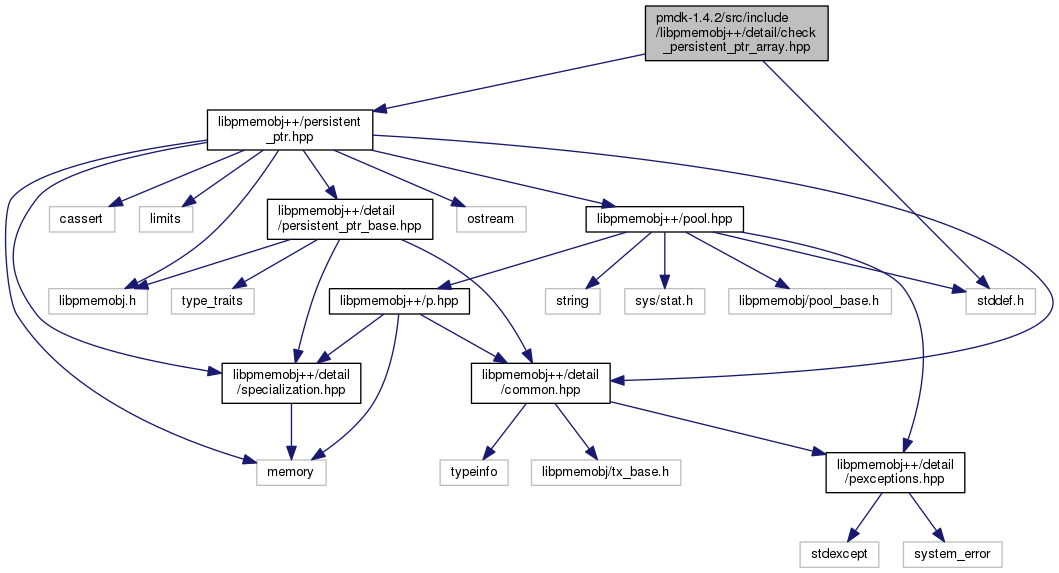 pmdk-1.4.2/src/include
/libpmemobj++/detail/check
_persistent_ptr_array.hpp
libpmemobj++/persistent
_ptr.hpp
cassert
limits
libpmemobj++/detail
/persistent_ptr_base.hpp
ostream
libpmemobj++/pool.hpp
libpmemobj.h
type_traits
libpmemobj++/p.hpp
string
sys/stat.h
libpmemobj/pool_base.h
stddef.h
libpmemobj++/detail
/specialization.hpp
libpmemobj++/detail
/common.hpp
memory
typeinfo
libpmemobj/tx_base.h
libpmemobj++/detail
/pexceptions.hpp
stdexcept
system_error